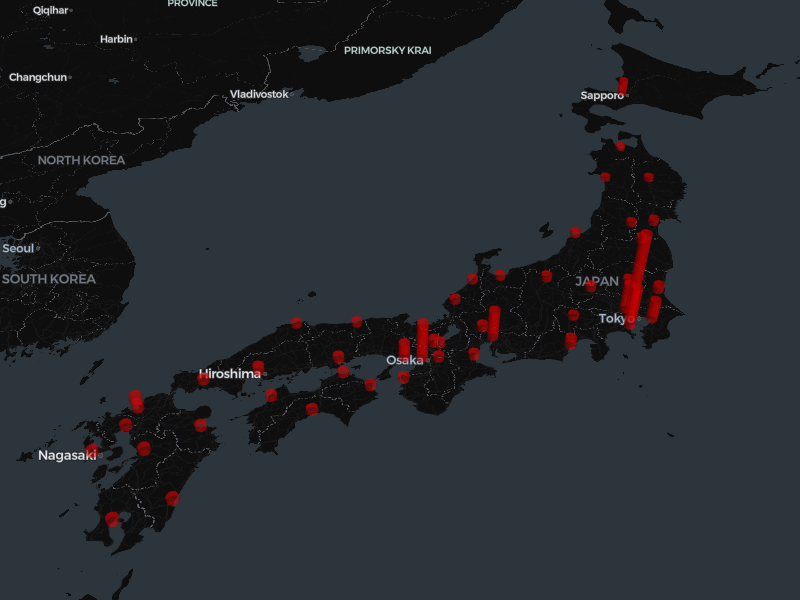 PROVINCE
Qiqihar
Harbin
PRIMORSKY KRAI
Changchun
Vladivostok
Sapporo
NORTH KOREA
g
Seoul
SOUTH KOREA
JAPAN
Tokyo
Osaka
Hiroshima
Nagasaki